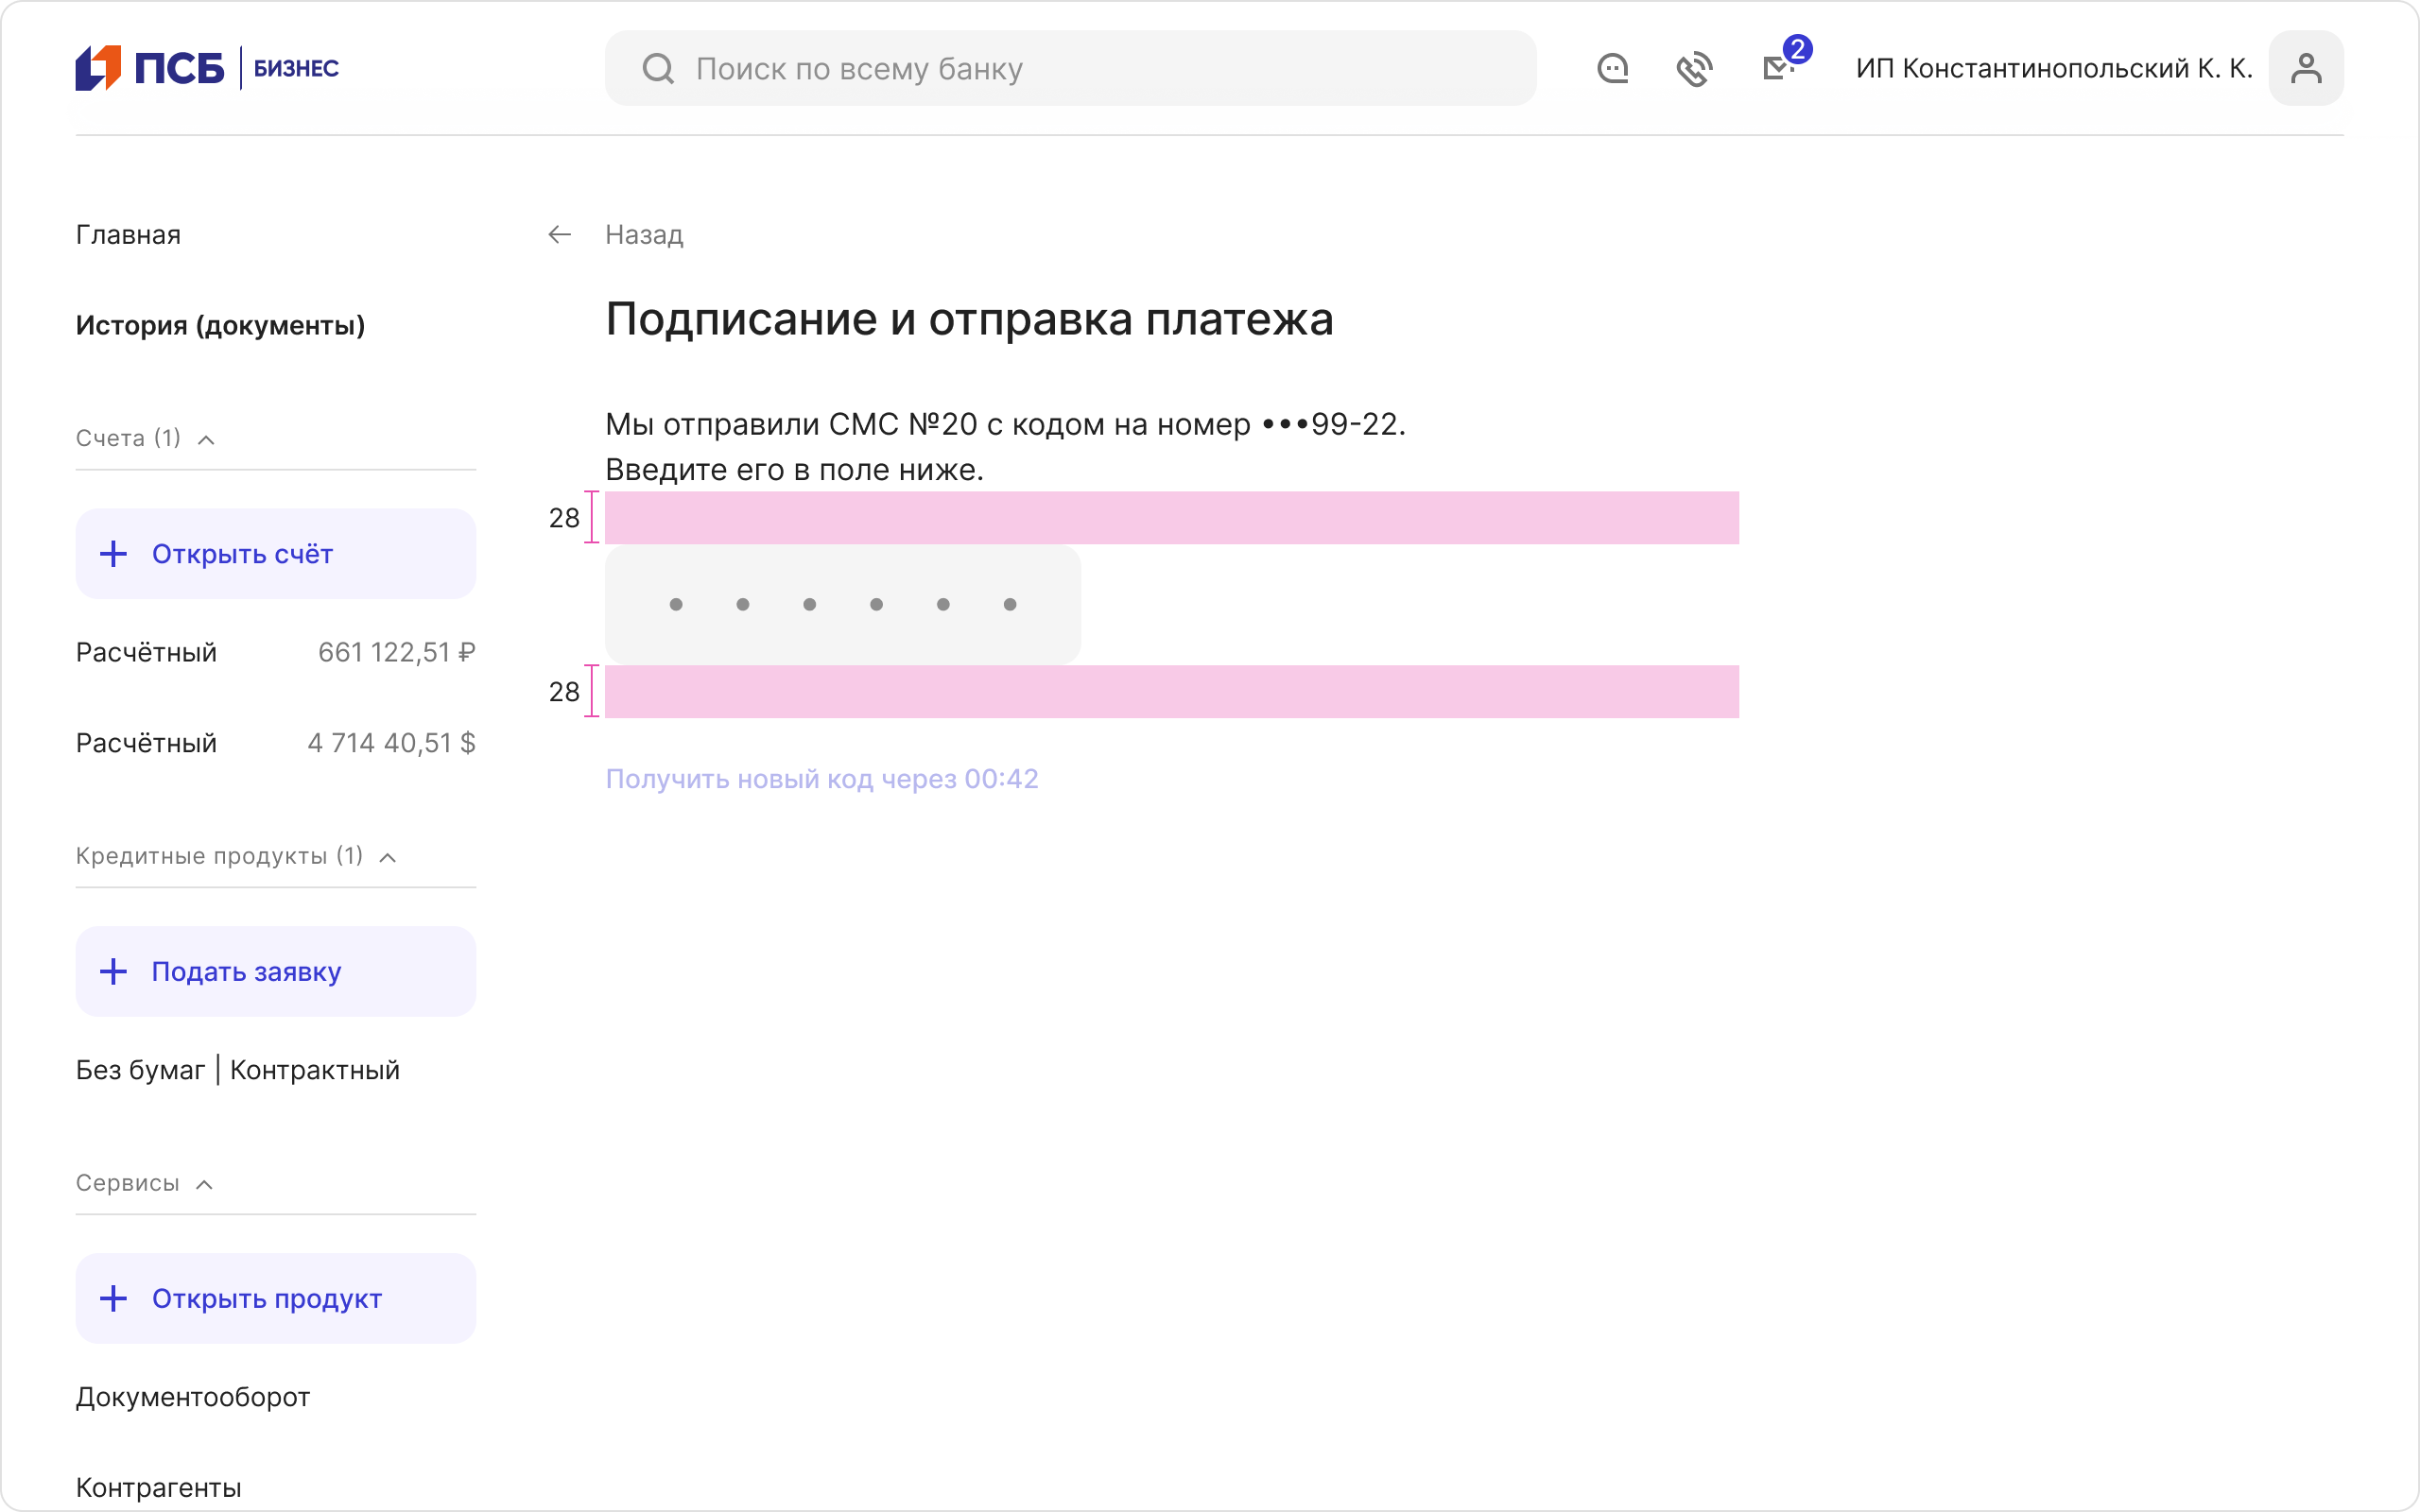 ПСБ БИЗНЕС
Поиск по всему банку
2
ИП Константинопольский К. К.
Главная
История (документы)
Счета (1)
Открыть счёт
Расчётный 661 122,51 ₽
Расчётный 4 714 40,51 $
Кредитные продукты (1)
Подать заявку
Без бумаг | Контрактный
Сервисы
Открыть продукт
Документооборот
Контрагенты
Назад
Подписание и отправка платежа
Мы отправили СМС №20 с кодом на номер •••99-22.
Введите его в поле ниже.
28
28
Получить новый код через 00:42